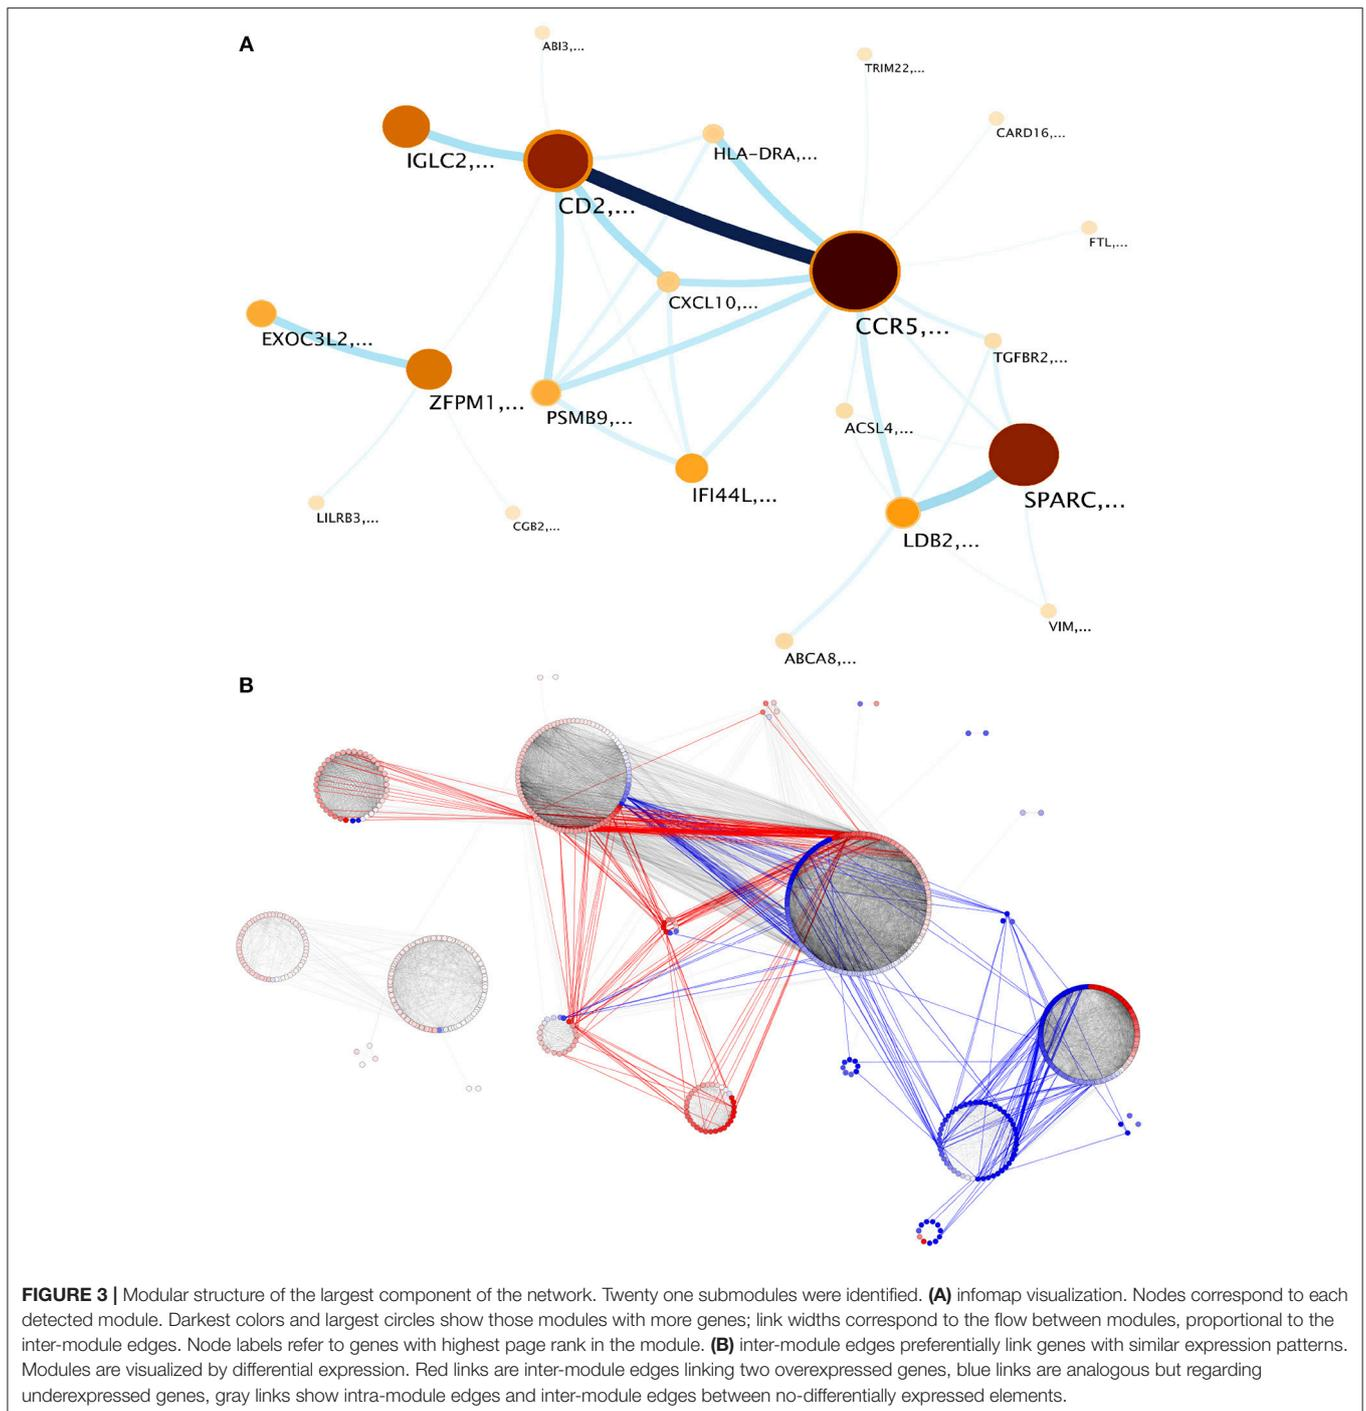 A
ABI3,...
TRIM22,...
CARD16,...
IGLC2,...
HLA-DRA,...
CD2,...
FTL,...
CXCL10,...
CCR5,...
EXOC3L2,...
TGFBR2,...
ZFPM1,...
PSMB9,...
ACSL4,...
IFI44L,...
SPARC,...
LILRB3,...
CGB2,...
LDB2,...
VIM,...
ABCA8,...
B
FIGURE 3 | Modular structure of the largest component of the network. Twenty one submodules were identified. (A) infomap visualization. Nodes correspond to each
detected module. Darkest colors and largest circles show those modules with more genes; link widths correspond to the flow between modules, proportional to the
inter-module edges. Node labels refer to genes with highest page rank in the module. (B) inter-module edges preferentially link genes with similar expression patterns.
Modules are visualized by differential expression. Red links are inter-module edges linking two overexpressed genes, blue links are analogous but regarding
underexpressed genes, gray links show intra-module edges and inter-module edges between no-differentially expressed elements.